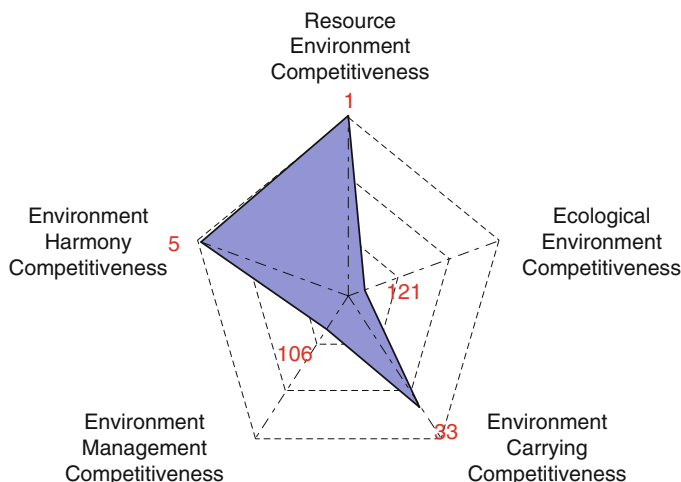 Resource
Environment
Competitiveness
1
Environment
Harmony
Competitiveness
5
Ecological
Environment
Competitiveness
121
106
33
Environment
Management
Competitiveness
Environment
Carrying
Competitiveness